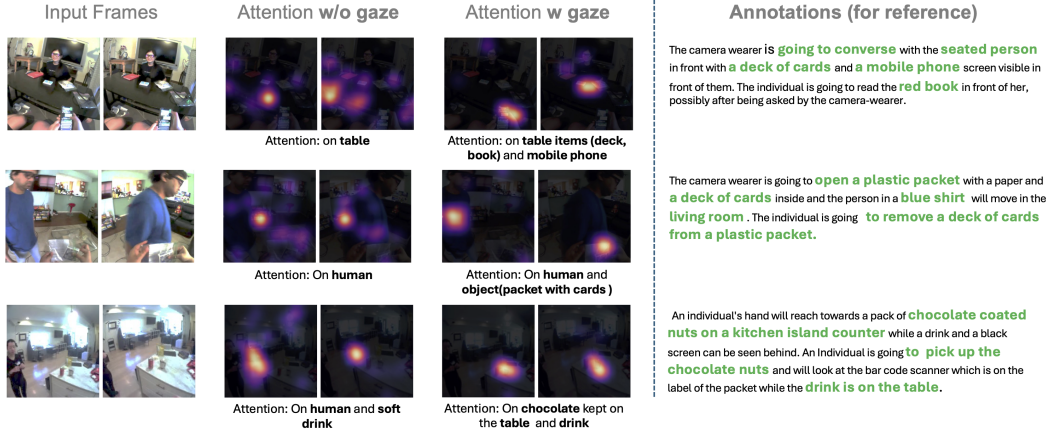 Input Frames
Attention w/o gaze
Attention w gaze
Annotations (for reference)
Attention: on table
Attention: on table items (deck,
book) and mobile phone
The camera wearer is going to converse with the seated person
in front with a deck of cards and a mobile phone screen visible in
front of them. The individual is going to read the red book in front of her,
possibly after being asked by the camera-wearer.
Attention: On human
Attention: On human and
object(packet with cards )
The camera wearer is going to open a plastic packet with a paper and
a deck of cards inside and the person in a blue shirt will move in the
living room . The individual is going to remove a deck of cards
from a plastic packet.
Attention: On human and soft
drink
Attention: On chocolate kept on
the table and drink
An individual's hand will reach towards a pack of chocolate coated
nuts on a kitchen island counter while a drink and a black
screen can be seen behind. An Individual is going to pick up the
chocolate nuts and will look at the bar code scanner which is on the
label of the packet while the drink is on the table.